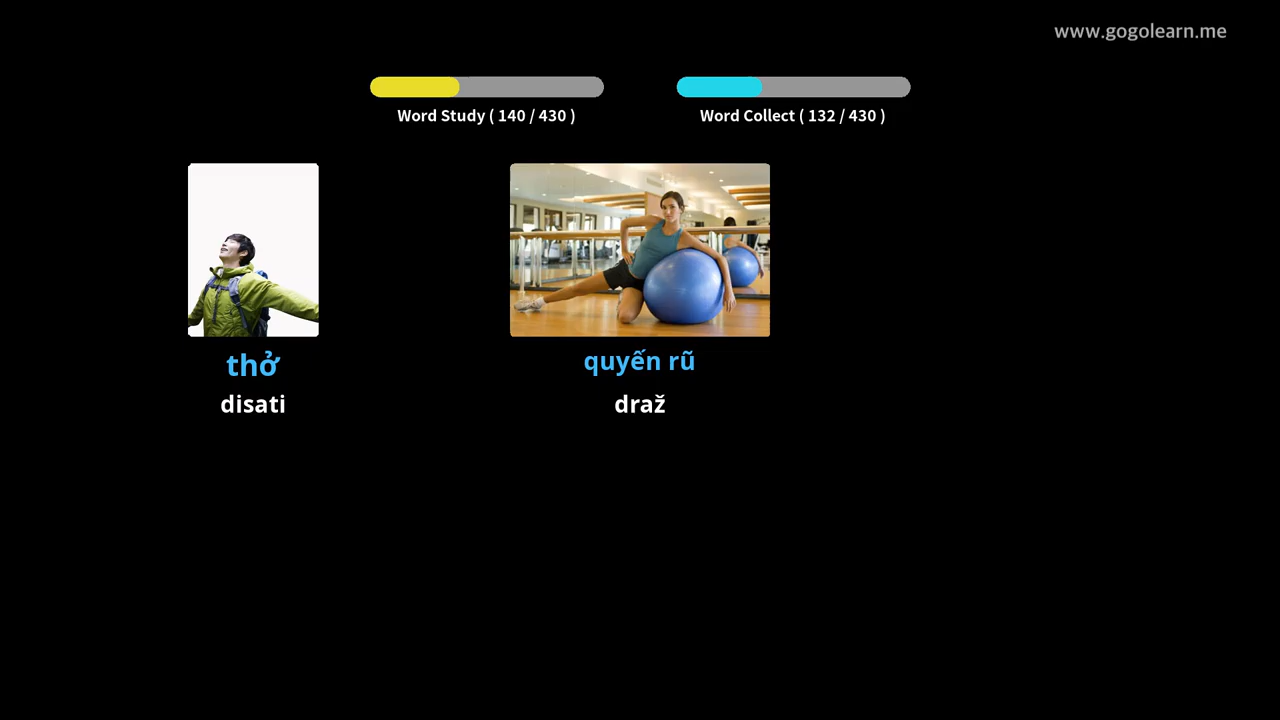 www.gogolearn.me
Word Study ( 140 / 430 )
Word Collect ( 132 / 430 )
thở
disati
quyến rũ
draž